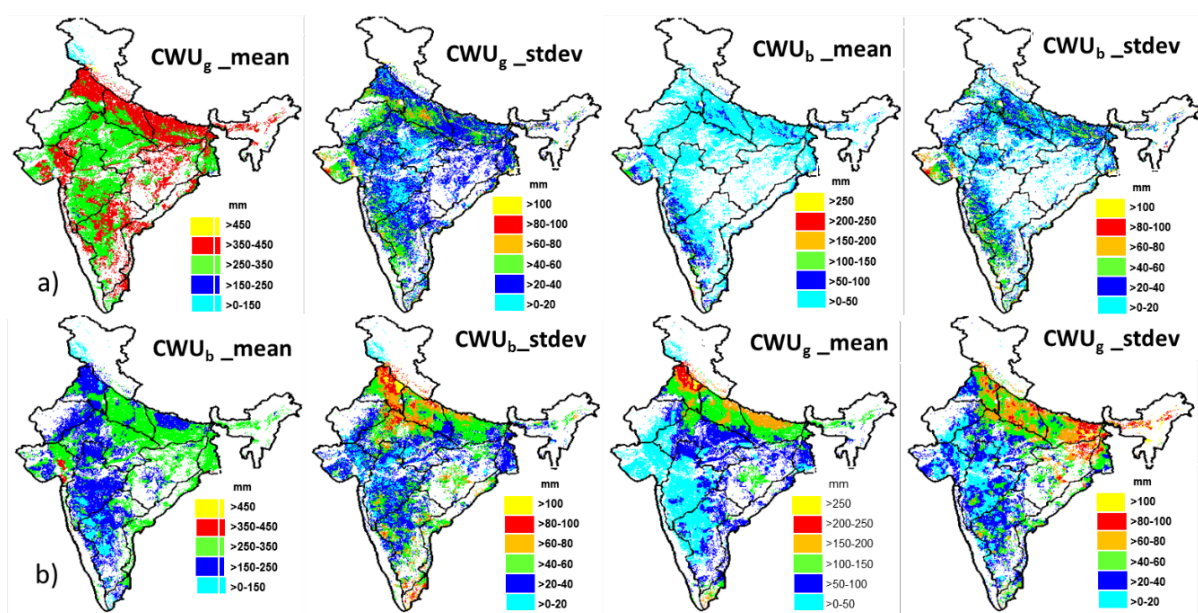 CWUg _mean
mm
>450
>350-450
>250-350
>150-250
>0-150
CWUg _stdev
mm
>100
>80-100
>60-80
>40-60
>20-40
>0-20
CWUb _mean
mm
>250
>200-250
>150-200
>100-150
>50-100
>0-50
CWUb _stdev
mm
>100
>80-100
>60-80
>40-60
>20-40
>0-20
a)
CWUb _mean
mm
>450
>350-450
>250-350
>150-250
>0-150
CWUb_stdev
mm
>100
>80-100
>60-80
>40-60
>20-40
>0-20
CWUg _mean
mm
>250
>200-250
>150-200
>100-150
>50-100
>0-50
CWUg _stdev
mm
>100
>80-100
>60-80
>40-60
>20-40
>0-20
b)